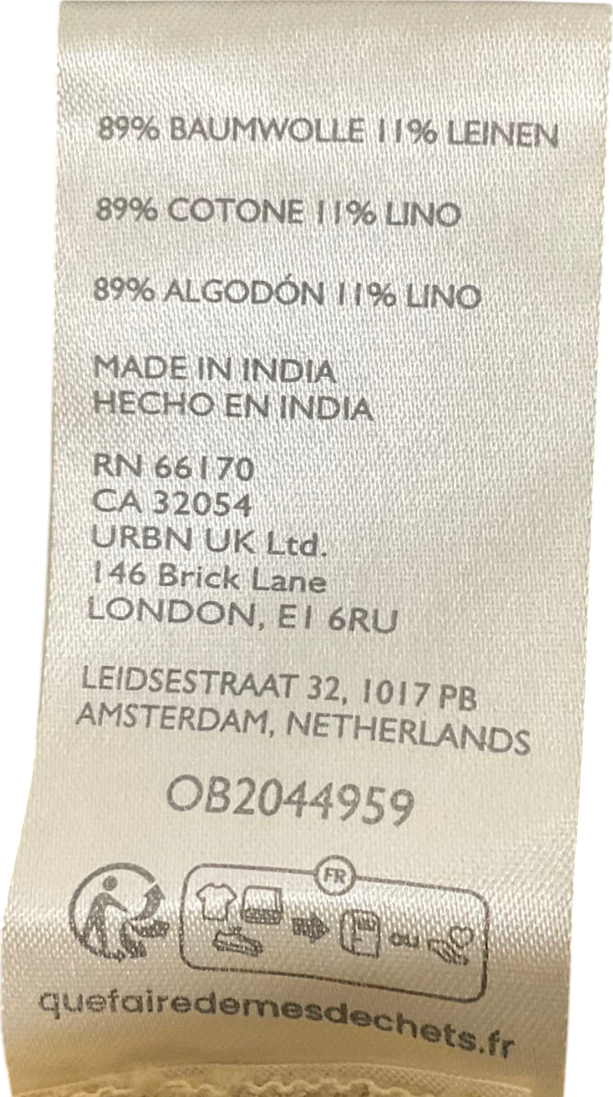 89% BAUMWOLLE 11% LEINEN
89% COTONE 11% LINO
89% ALGODÓN 11% LINO
MADE IN INDIA
HECHO EN INDIA
RN 66170
CA 32054
URBN UK Ltd.
146 Brick Lane
LONDON, E1 6RU
LEIDSESTRAAT 32, 1017 PB
AMSTERDAM, NETHERLANDS
OB2044959
FR
ou
quefairedemesdechets.fr